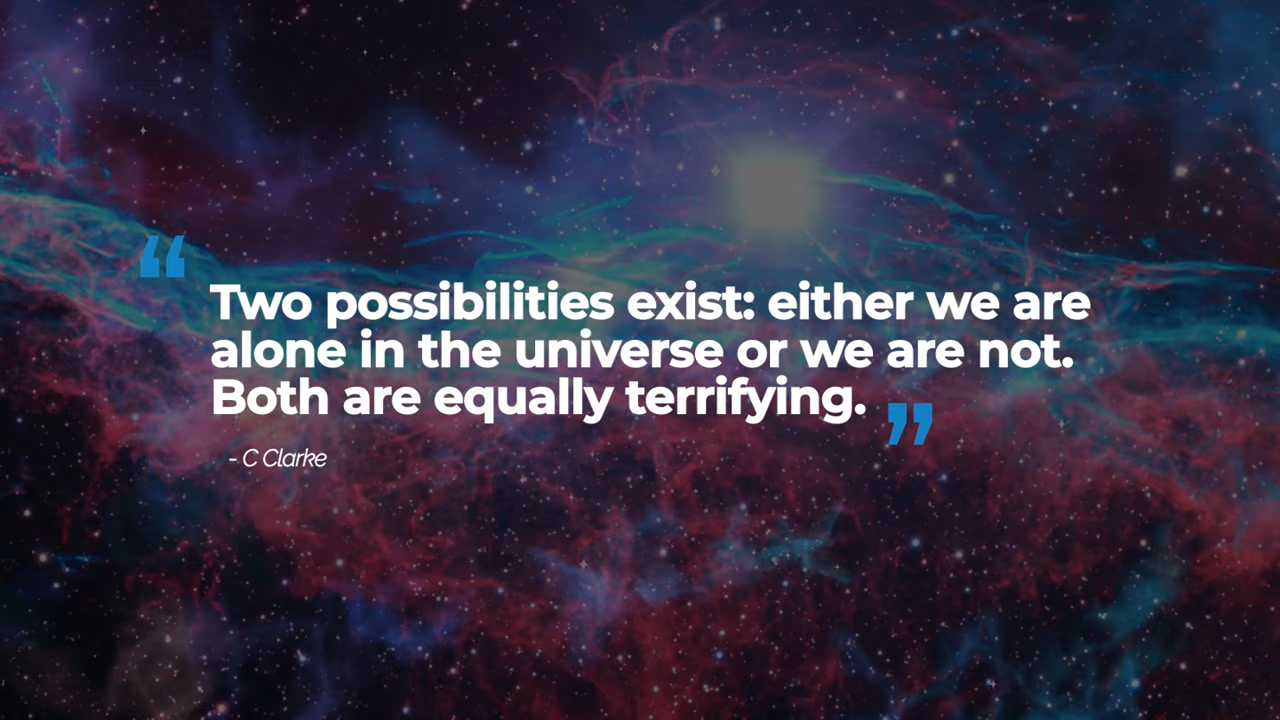 “
Two possibilities exist: either we are
alone in the universe or we are not.
Both are equally terrifying. ”
- C Clarke